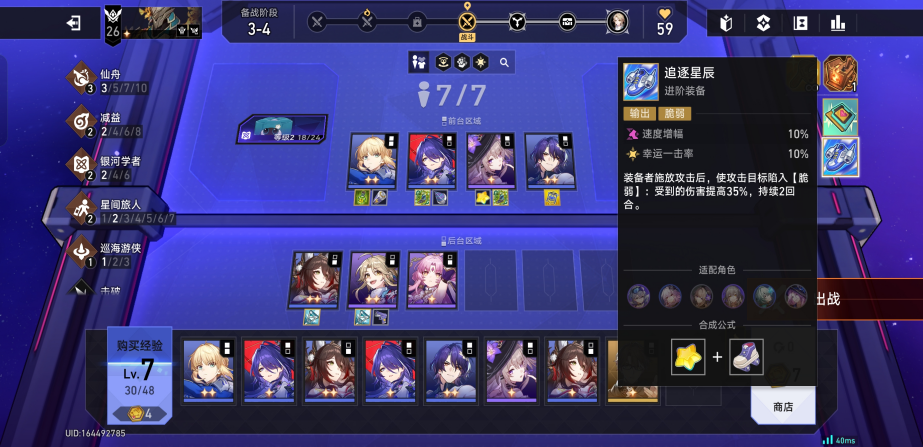 26
备战阶段
3-4
战斗
59
仙舟
3
3/5/7/10
减益
2
2/4/6/8
银河学者
2
2/4/6
星间旅人
2
1/2/3/4/5/6/7
巡海游侠
1
1/2/3
击破
7/7
前台区域
等级2 18/24
后台区域
追逐星辰
进阶装备
输出
脆弱
速度增幅
10%
幸运一击率
10%
装备者施放攻击后，使攻击目标陷入【脆
弱】：受到的伤害提高35%，持续2回
合。
适配角色
合成公式
+
1
出战
购买经验
Lv.7
30/48
4
7
商店
UID:164492785
40ms